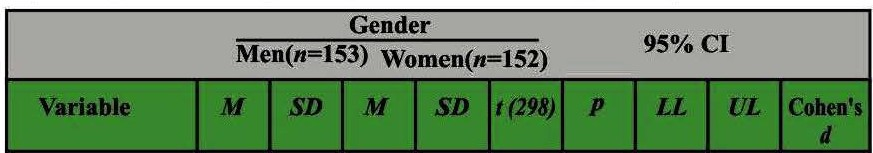 Gender
Men(n=153) Women(n=152) 95% CI
Variable M SD M SD t (298) P LL UL Cohen's
d